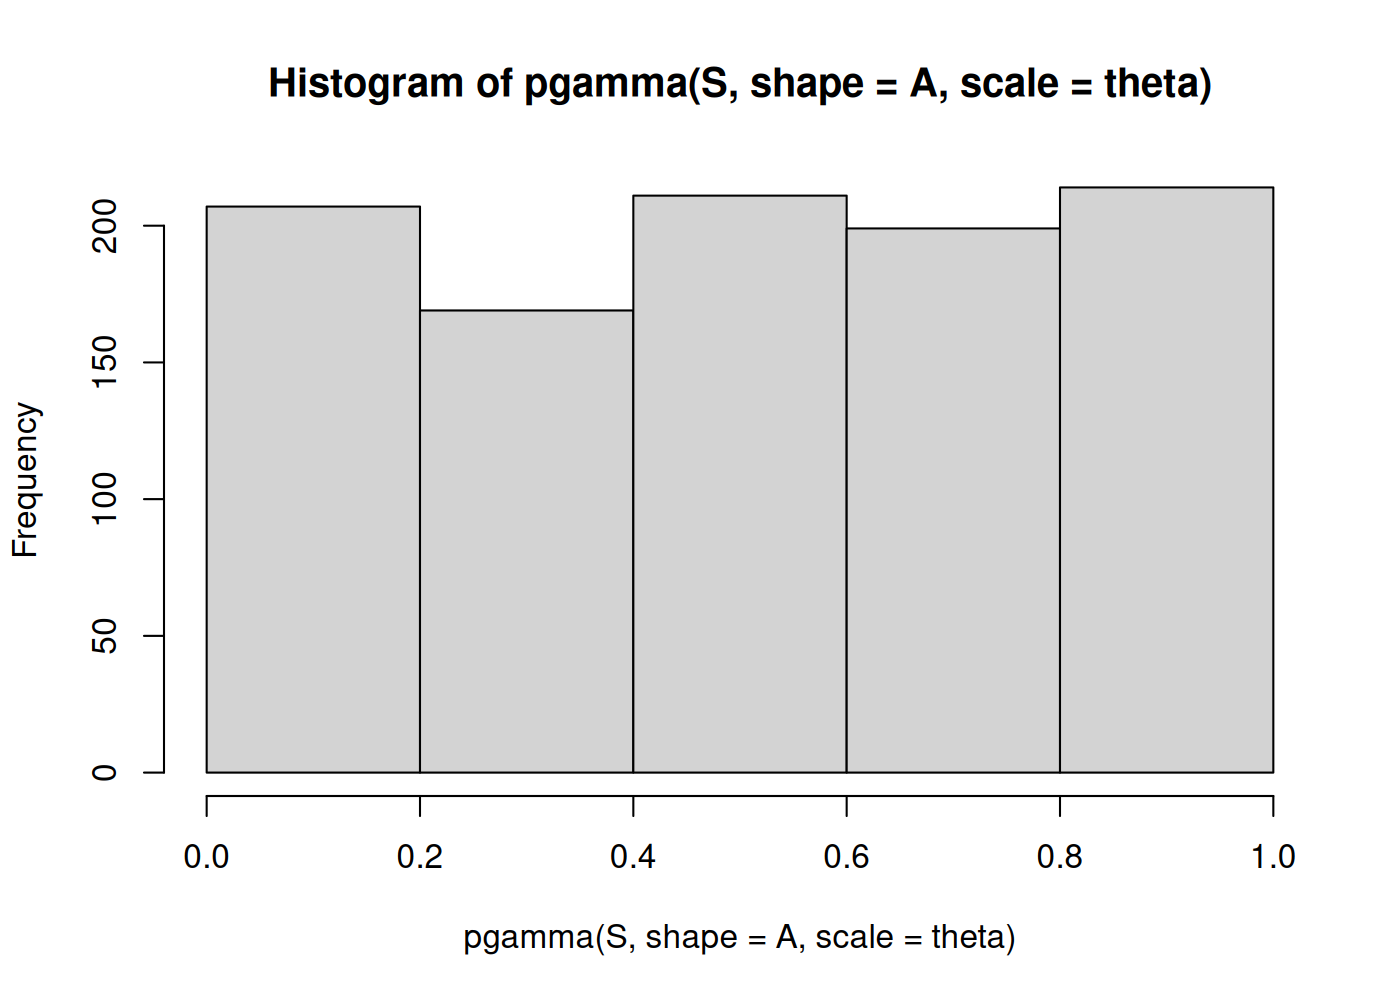 Histogram of pgamma(S, shape = A, scale = theta)
Frequency
200
150
100
50
0
0.0 0.2 0.4 0.6 0.8 1.0
pgamma(S, shape = A, scale = theta)